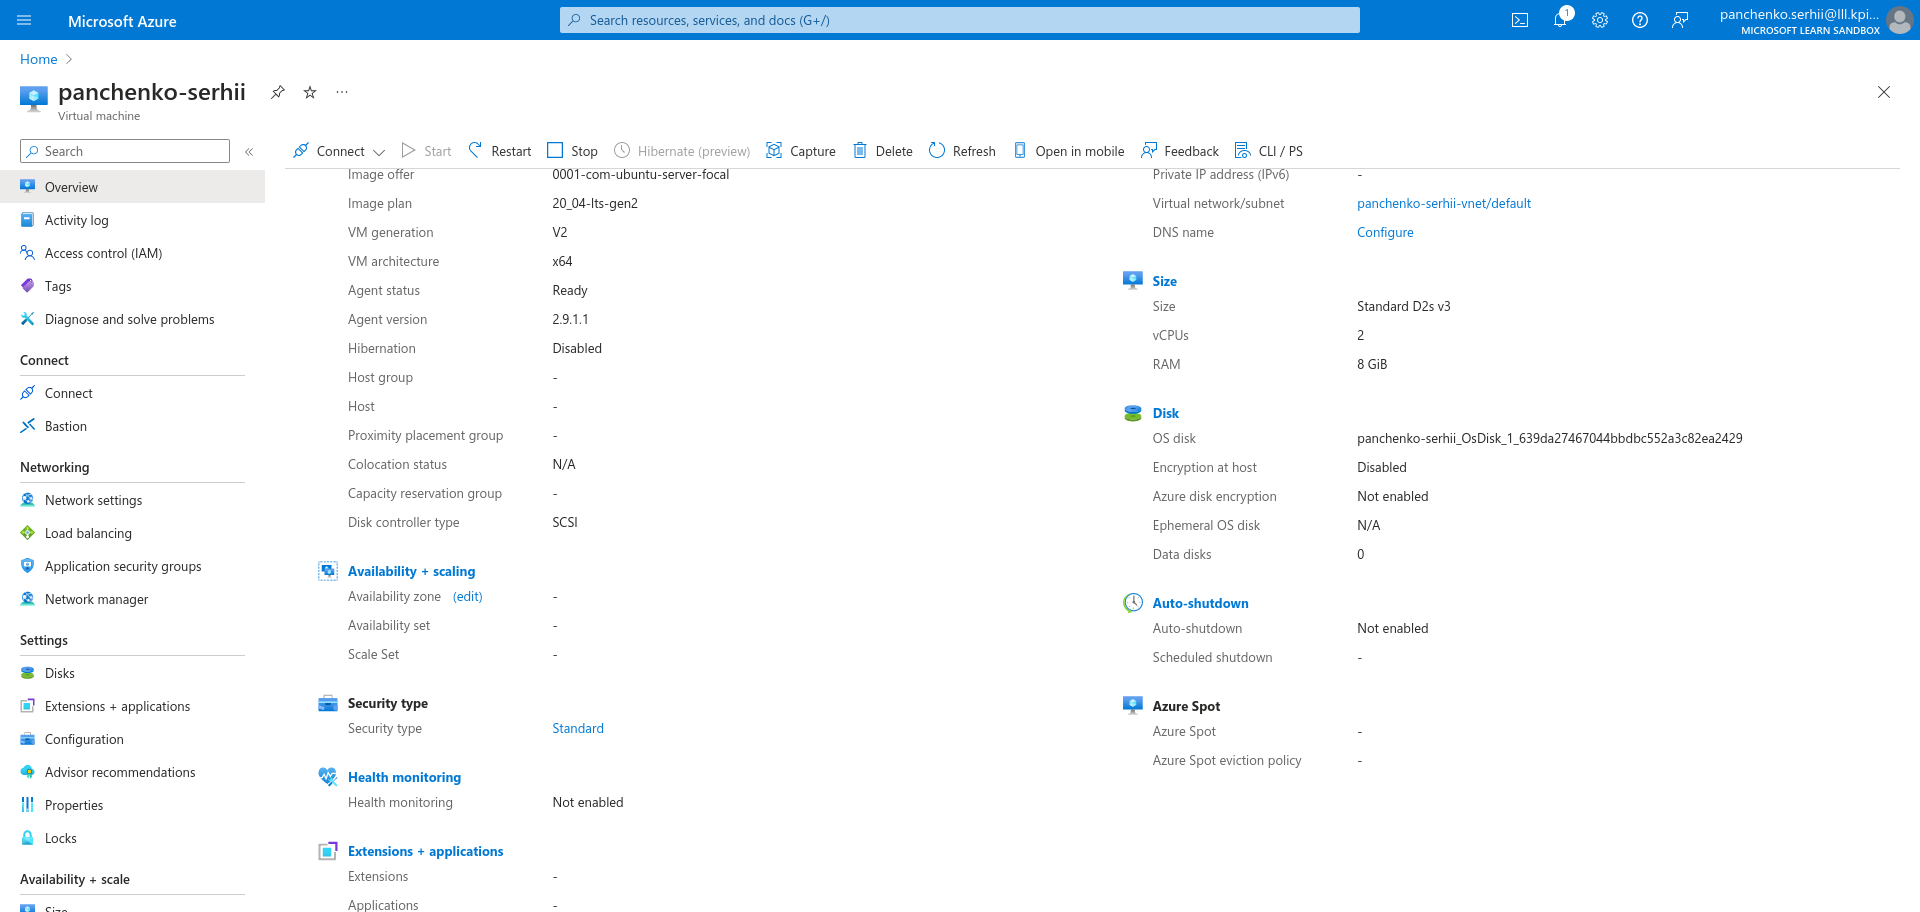 Microsoft Azure
Search resources, services, and docs (G+/)
1
panchenko.serhii@lll.kpi...
MICROSOFT LEARN SANDBOX
Home
panchenko-serhii
...
Virtual machine
Search
«
Connect
Start
Restart
Stop
Hibernate (preview)
Capture
Delete
Refresh
Open in mobile
Feedback
CLI / PS
Overview
Activity log
Access control (IAM)
Tags
Diagnose and solve problems
Connect
Connect
Bastion
Networking
Network settings
Load balancing
Application security groups
Network manager
Settings
Disks
Extensions + applications
Configuration
Advisor recommendations
Properties
Locks
Availability + scale
Size
Image offer 0001-com-ubuntu-server-focal
Image plan 20_04-lts-gen2
VM generation V2
VM architecture x64
Agent status Ready
Agent version 2.9.1.1
Hibernation Disabled
Host group -
Host -
Proximity placement group -
Colocation status N/A
Capacity reservation group -
Disk controller type SCSI
Availability + scaling
Availability zone (edit) -
Availability set -
Scale Set -
Security type
Security type Standard
Health monitoring
Health monitoring Not enabled
Extensions + applications
Extensions -
Applications -
Private IP address (IPv6) -
Virtual network/subnet panchenko-serhii-vnet/default
DNS name Configure
Size
Size Standard D2s v3
vCPUs 2
RAM 8 GiB
Disk
OS disk panchenko-serhii_OsDisk_1_639da27467044bbdbc552a3c82ea2429
Encryption at host Disabled
Azure disk encryption Not enabled
Ephemeral OS disk N/A
Data disks 0
Auto-shutdown
Auto-shutdown Not enabled
Scheduled shutdown -
Azure Spot
Azure Spot -
Azure Spot eviction policy -